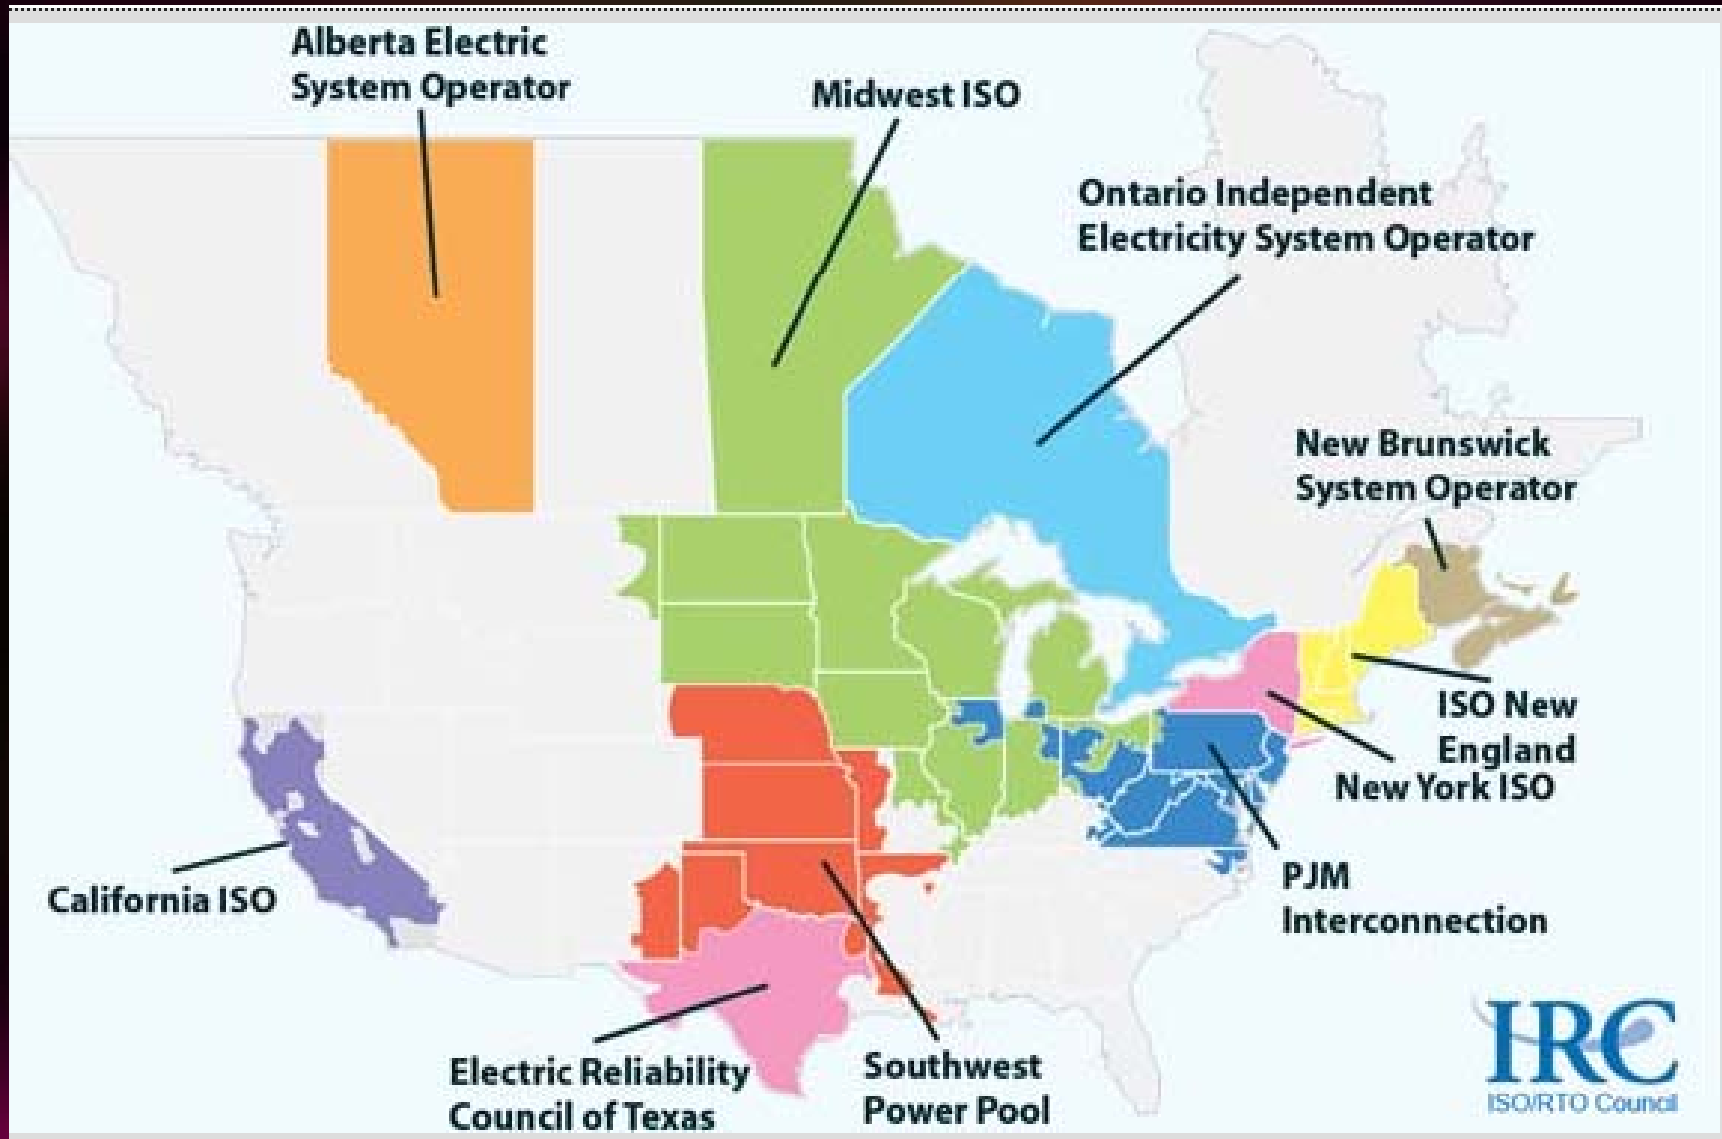 Alberta Electric
System Operator
Midwest ISO
Ontario Independent
Electricity System Operator
New Brunswick
System Operator
ISO New
England
New York ISO
PJM
Interconnection
California ISO
Electric Reliability
Council of Texas
Southwest
Power Pool
IRC
ISO/RTO Council